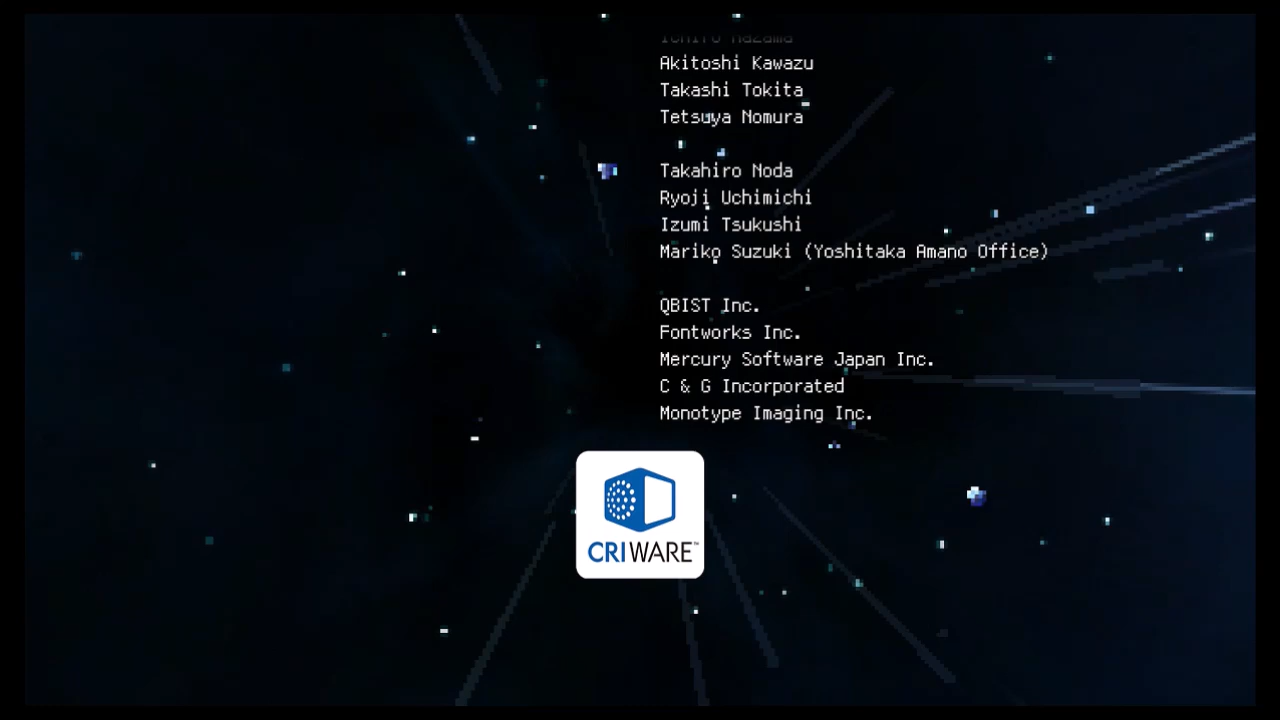 Akitoshi Kawazu
Takashi Tokita
Tetsuya Nomura
Takahiro Noda
Ryoji Uchimichi
Izumi Tsukushi
Mariko Suzuki (Yoshitaka Amano Office)
QBIST Inc.
Fontworks Inc.
Mercury Software Japan Inc.
C & G Incorporated
Monotype Imaging Inc.
CRIWARE™